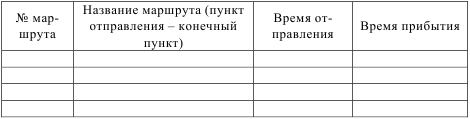 № мар-
шрута
Название маршрута (пункт
отправления – конечный
пункт)
Время от-
правления
Время прибытия